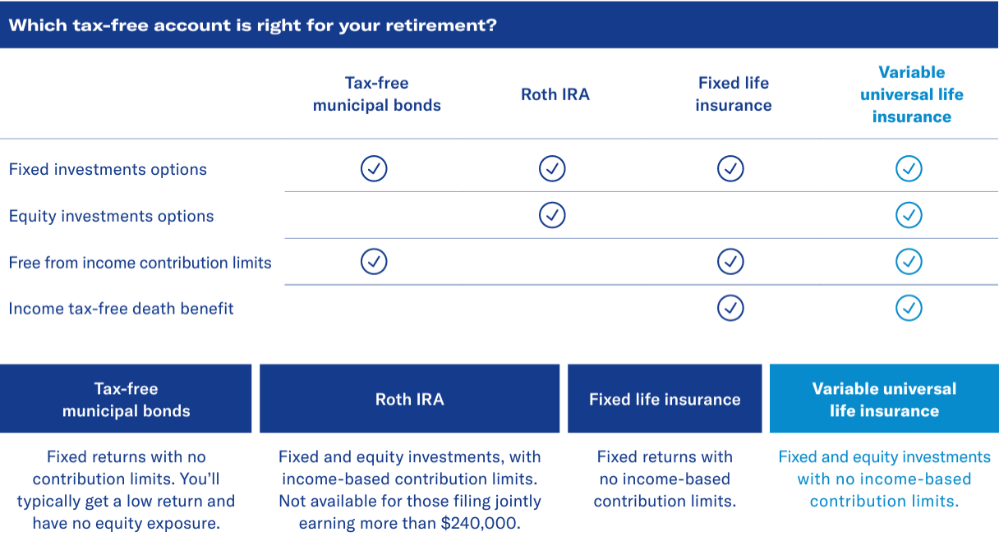 Which tax-free account is right for your retirement?
Tax-free
municipal bonds
Roth IRA
Fixed life
insurance
Variable
universal life
insurance
Fixed investments options
Equity investments options
Free from income contribution limits
Income tax-free death benefit
Tax-free
municipal bonds
Fixed returns with no
contribution limits. You’ll
typically get a low return and
have no equity exposure.
Roth IRA
Fixed and equity investments, with
income-based contribution limits.
Not available for those filing jointly
earning more than $240,000.
Fixed life insurance
Fixed returns with
no income-based
contribution limits.
Variable universal
life insurance
Fixed and equity investments
with no income-based
contribution limits.